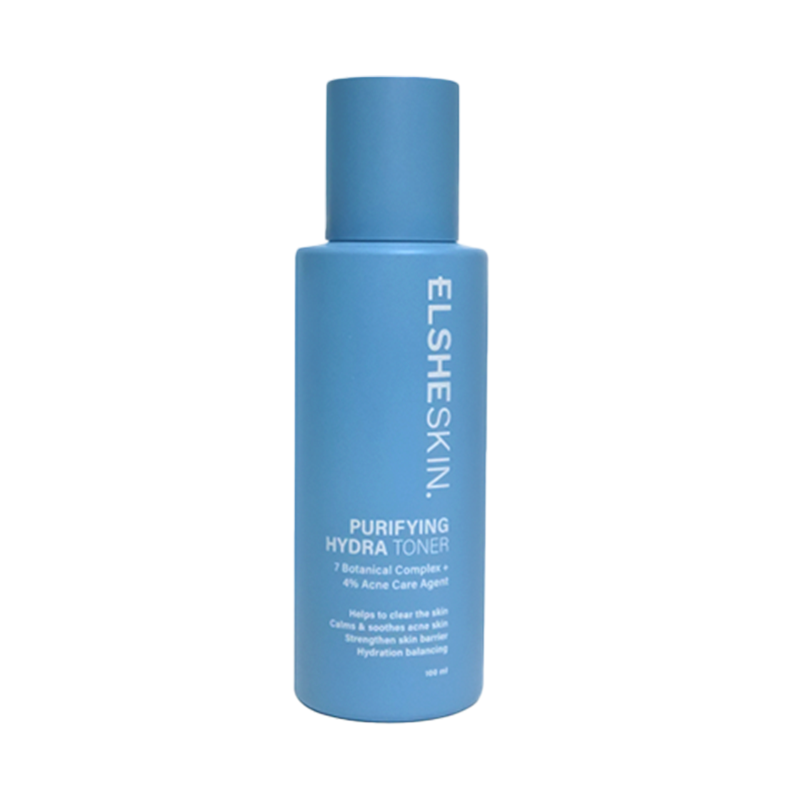 ELSHESKIN.
PURIFYING
HYDRA TONER
7 Botanical Complex +
4% Acne Care Agent
Helps to clear the skin
Calms & soothes acne skin
Strengthen skin barrier
Hydration balancing
100 ml